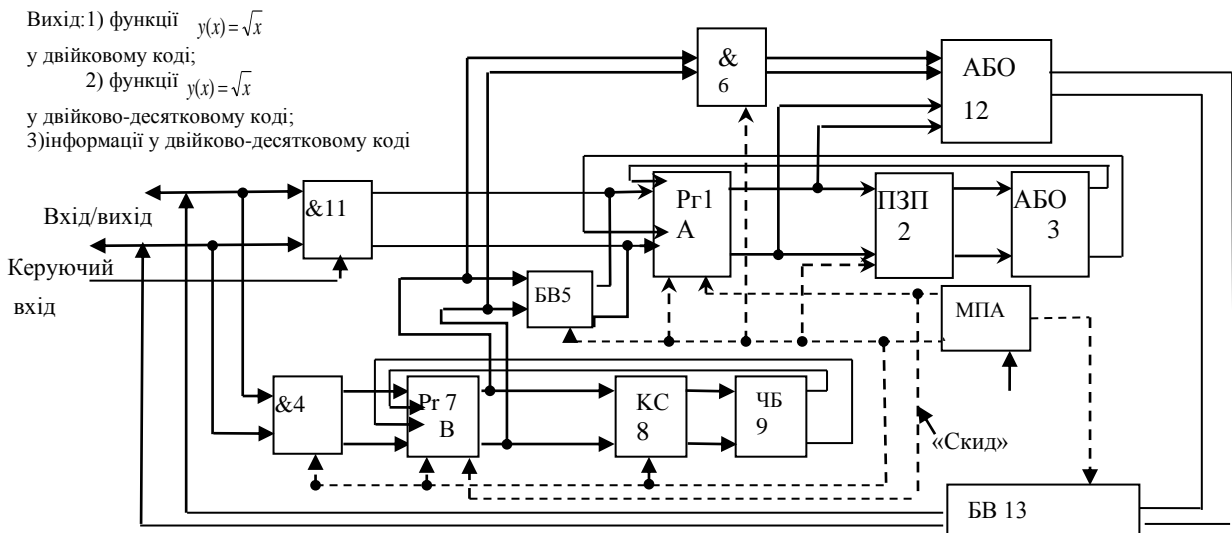 Вихід:1) функції y(x)=√x
у двійковому коді;
2) функції y(x)=√x
у двійково-десятковому коді;
3)інформації у двійково-десятковому коді
&
6
АБО
12
Вхід/вихід
&11
Рг1
А
ПЗП
2
АБО
3
Керуючий
вхід
БВ5
МПА
&4
Рг 7
В
КС
8
ЧБ
9
«Скид»
БВ 13